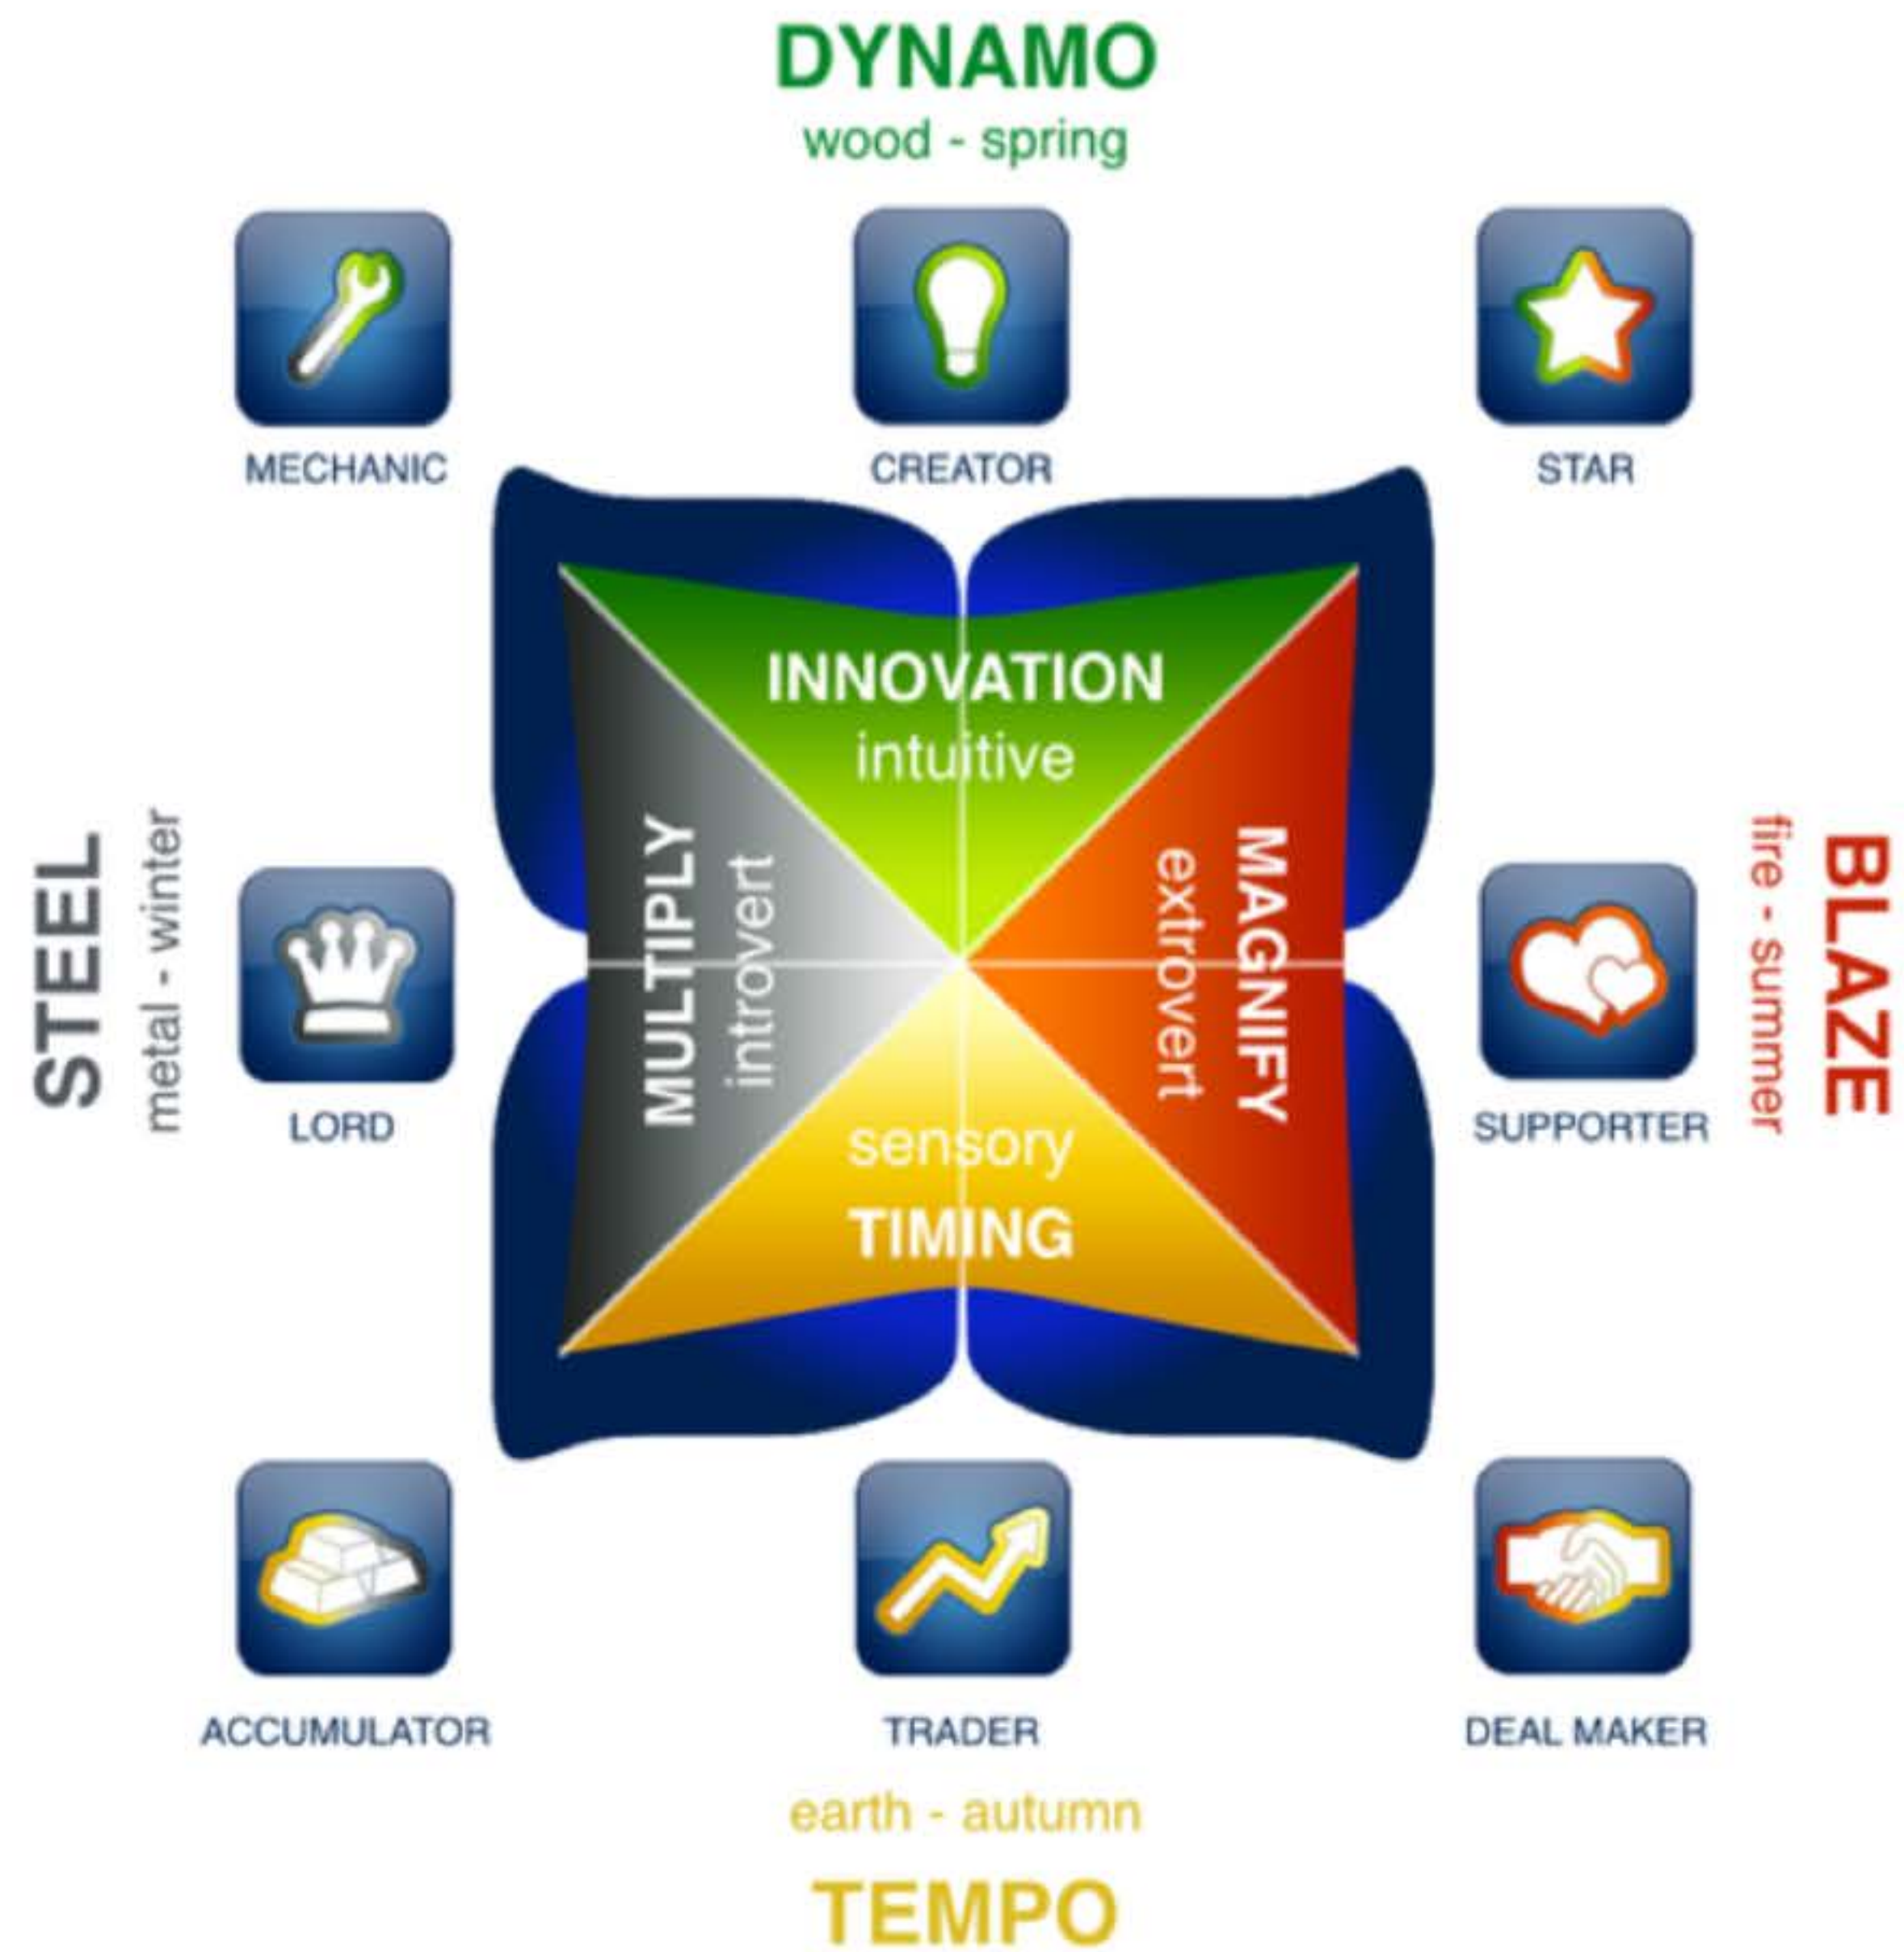 DYNAMO
wood - spring
MECHANIC
CREATOR
STAR
INNOVATION
intuitive
STEEL
metal - winter
LORD
MULTIPLY
introvert
extrovert
MAGNIFY
SUPPORTER
fire - summer
BLAZE
sensory
TIMING
ACCUMULATOR
TRADER
DEAL MAKER
earth - autumn
TEMPO